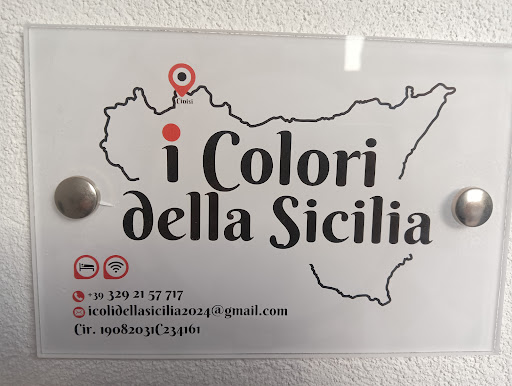 Cinisi
i Colori
della Sicilia
+39 329 21 57 717
icolidellasicilia2024@gmail.com
Cir. 19082031C234161